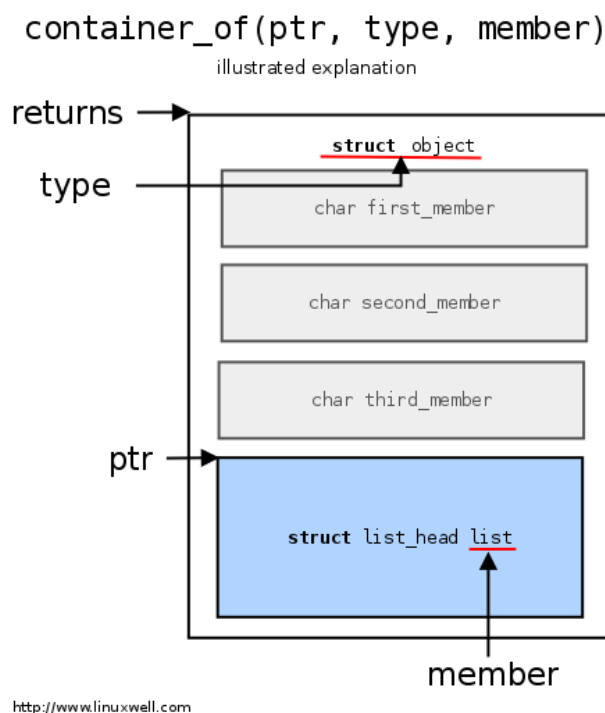 container_of(ptr, type, member)
illustrated explanation
returns
struct object
type
char first_member
char second_member
char third_member
ptr
struct list_head list
member
http://www.linuxwell.com